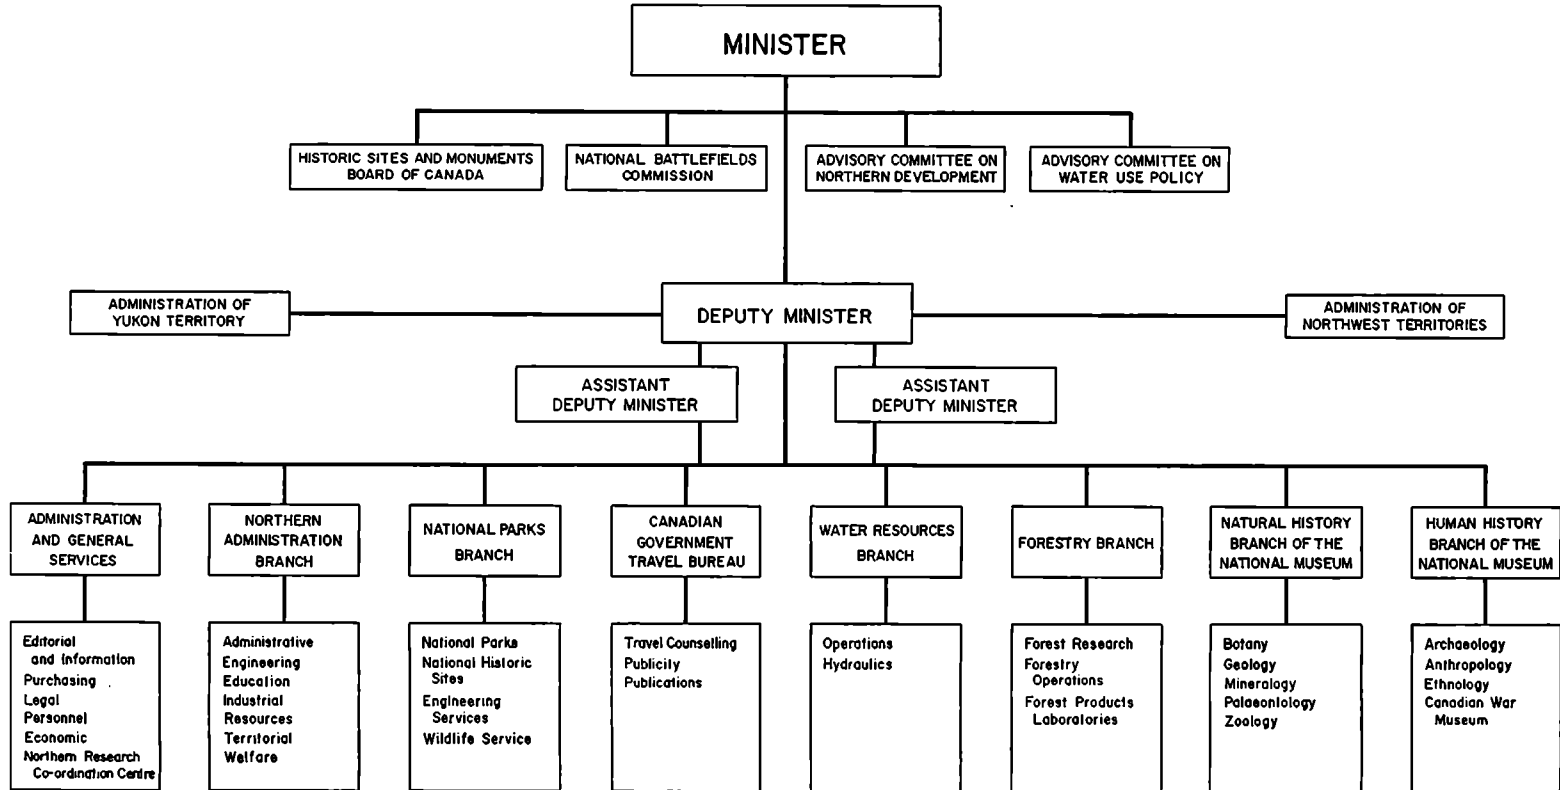 MINISTER
HISTORIC SITES AND MONUMENTS
BOARD OF CANADA
NATIONAL BATTLEFIELDS
COMMISSION
ADVISORY COMMITTEE ON
NORTHERN DEVELOPMENT
ADVISORY COMMITTEE ON
WATER USE POLICY
ADMINISTRATION OF
YUKON TERRITORY
DEPUTY MINISTER
ADMINISTRATION OF
NORTHWEST TERRITORIES
ASSISTANT
DEPUTY MINISTER
ASSISTANT
DEPUTY MINISTER
ADMINISTRATION
AND GENERAL
SERVICES
NORTHERN
ADMINISTRATION
BRANCH
NATIONAL PARKS
BRANCH
CANADIAN
GOVERNMENT
TRAVEL BUREAU
WATER RESOURCES
BRANCH
FORESTRY BRANCH
NATURAL HISTORY
BRANCH OF THE
NATIONAL MUSEUM
HUMAN HISTORY
BRANCH OF THE
NATIONAL MUSEUM
Editorial
and Information
Purchasing
Legal
Personnel
Economic
Northern Research
Co-ordination Centre
Administrative
Engineering
Education
Industrial
Resources
Territorial
Welfare
National Parks
National Historic
Sites
Engineering
Services
Wildlife Service
Travel Counselling
Publicity
Publications
Operations
Hydraulics
Forest Research
Forestry
Operations
Forest Products
Laboratories
Botany
Geology
Mineralogy
Palaeontology
Zoology
Archaeology
Anthropology
Ethnology
Canadian War
Museum